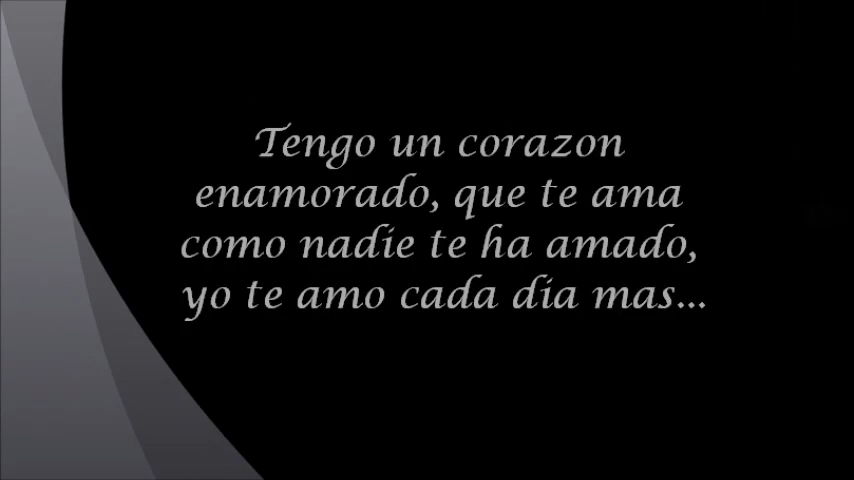 Tengo un corazon
enamorado, que te ama
como nadie te ha amado,
yo te amo cada dia mas...